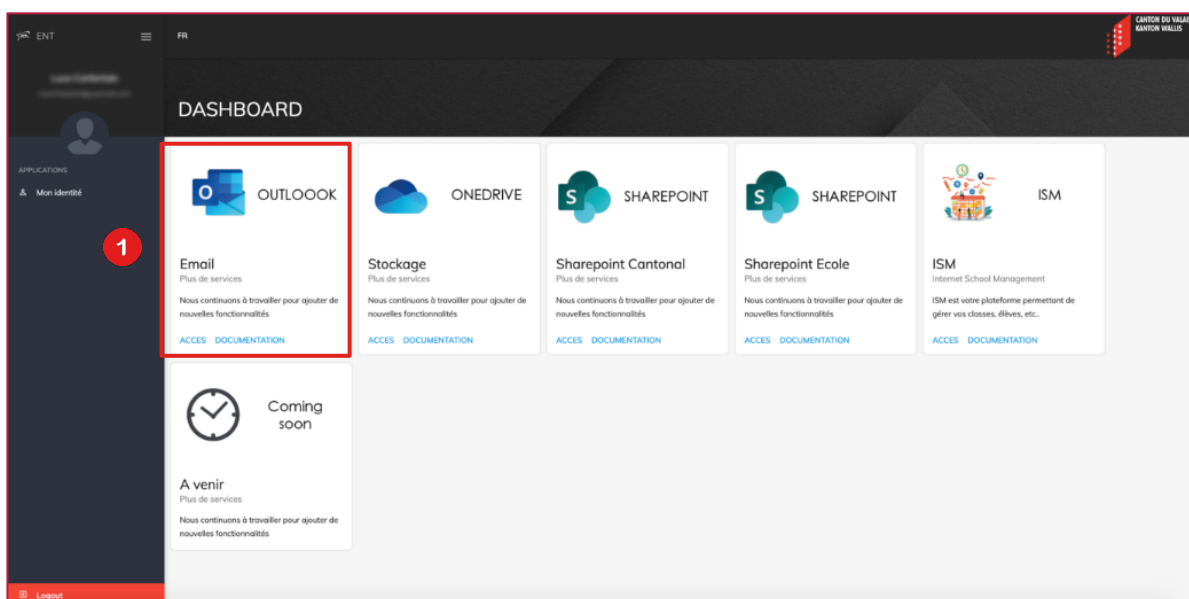 ENT
FR
CANTON DU VALAIS
KANTON WALLIS
DASHBOARD
APPLICATIONS
Mon identité
1
OUTLOOOK
Email
Plus de services
Nous continuons à travailler pour ajouter de
nouvelles fonctionnalités
ACCES DOCUMENTATION
ONEDRIVE
Stockage
Plus de services
Nous continuons à travailler pour ajouter de
nouvelles fonctionnalités
ACCES DOCUMENTATION
SHAREPOINT
Sharepoint Cantonal
Plus de services
Nous continuons à travailler pour ajouter de
nouvelles fonctionnalités
ACCES DOCUMENTATION
SHAREPOINT
Sharepoint Ecole
Plus de services
Nous continuons à travailler pour ajouter de
nouvelles fonctionnalités
ACCES DOCUMENTATION
ISM
ISM
Internet School Management
ISM est votre plateforme permettant de
gérer vos classes, élèves, etc..
ACCES DOCUMENTATION
Coming
soon
A venir
Plus de services
Nous continuons à travailler pour ajouter de
nouvelles fonctionnalités
Logout